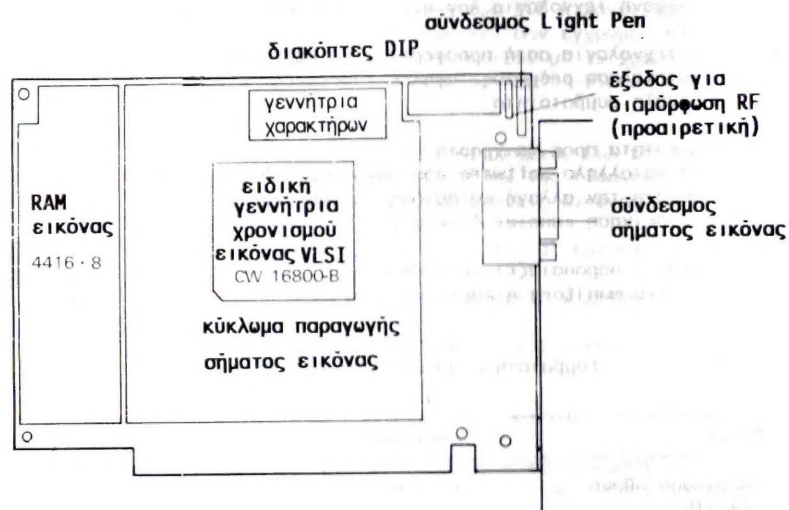 σύνδεσμος Light Pen
διακόπτες DIP
έξοδος για
διαμόρφωση RF
(προαιρετική)
γεννήτρια
χαρακτήρων
RAM
εικόνας
4416 · 8
ειδική
γεννήτρια
χρονισμού
εικόνας VLSI
CW 16800-B
σύνδεσμος
σήματος εικόνας
κύκλωμα παραγωγής
σήματος εικόνας